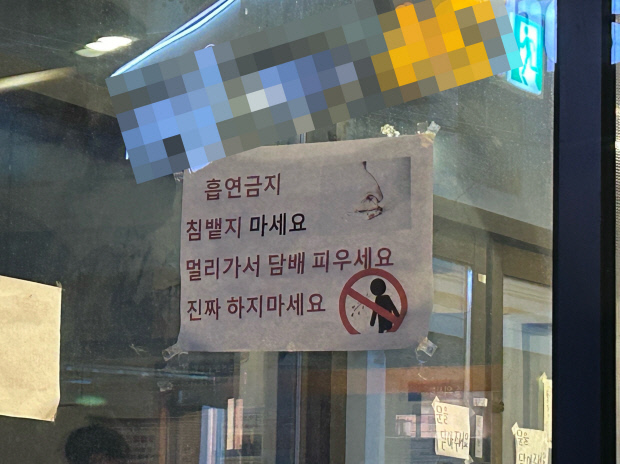 흡연금지
침뱉지 마세요
멀리가서 담배 피우세요
진짜 하지마세요